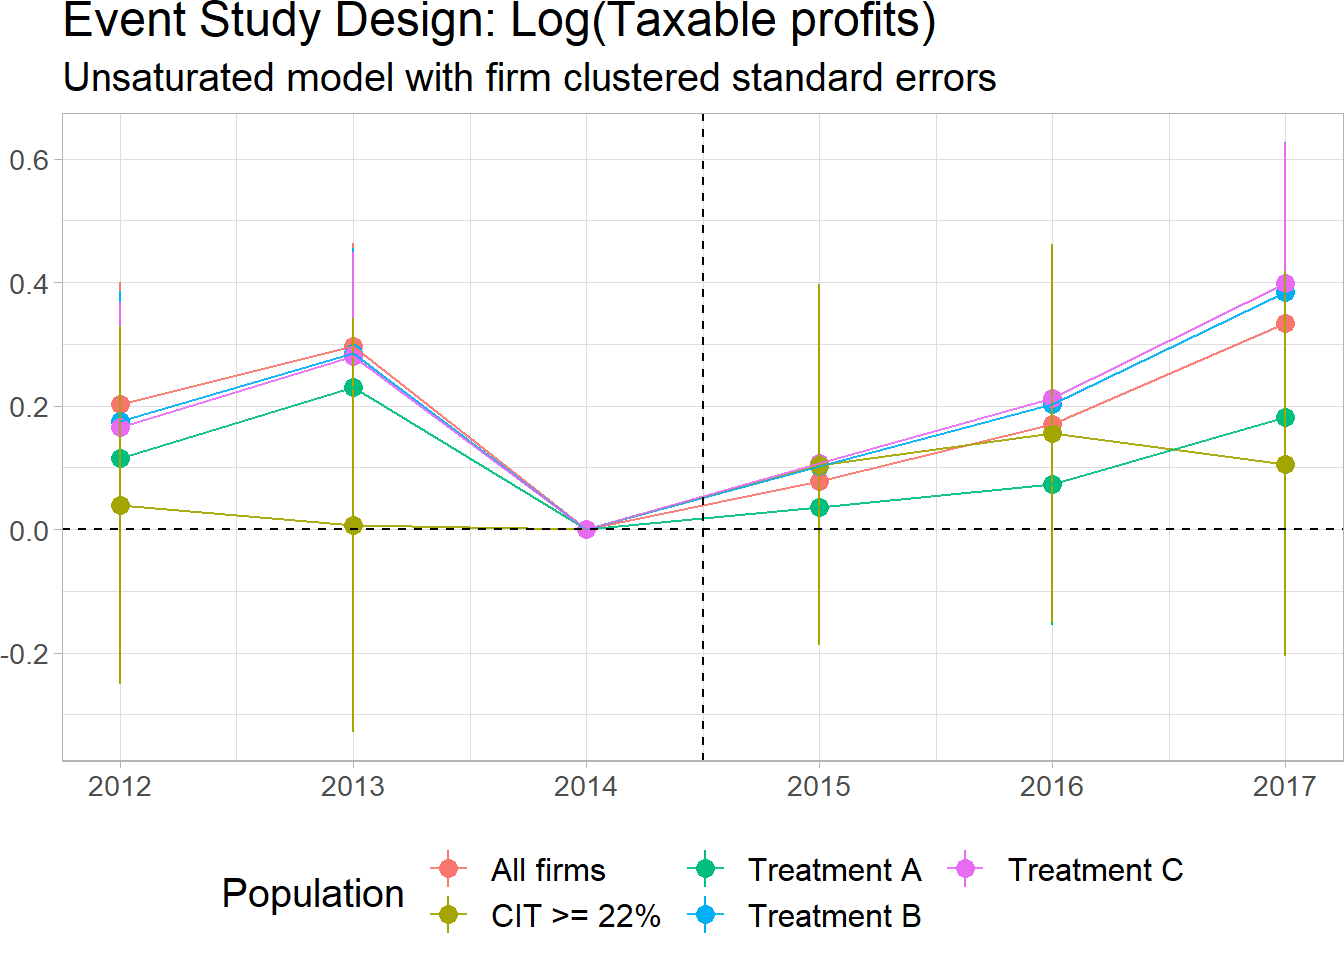 Event Study Design: Log(Taxable profits)
Unsaturated model with firm clustered standard errors
0.6
0.4
0.2
0.0
-0.2
2012 2013 2014 2015 2016 2017
Population
All firms Treatment A Treatment C
CIT >= 22% Treatment B